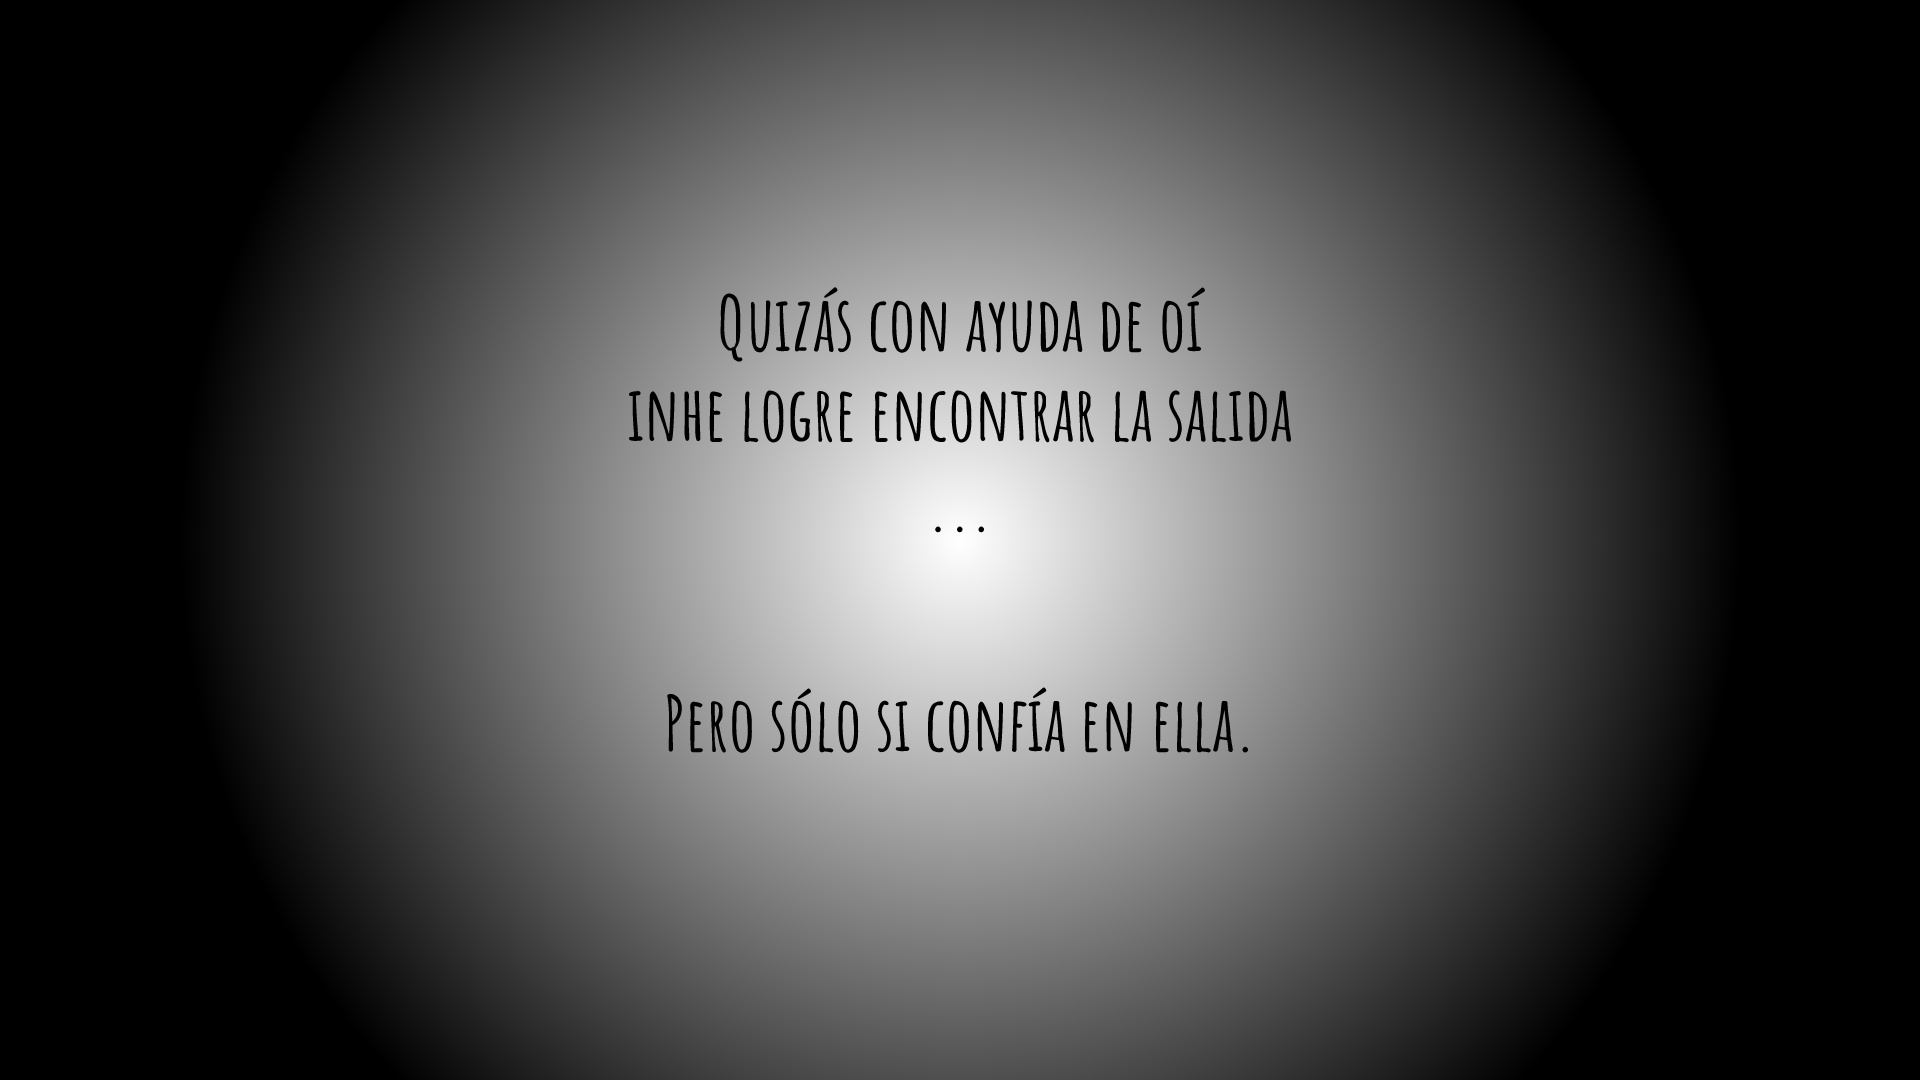 Quizás con ayuda de oí
inhe logre encontrar la salida
...
Pero sólo si confía en ella.